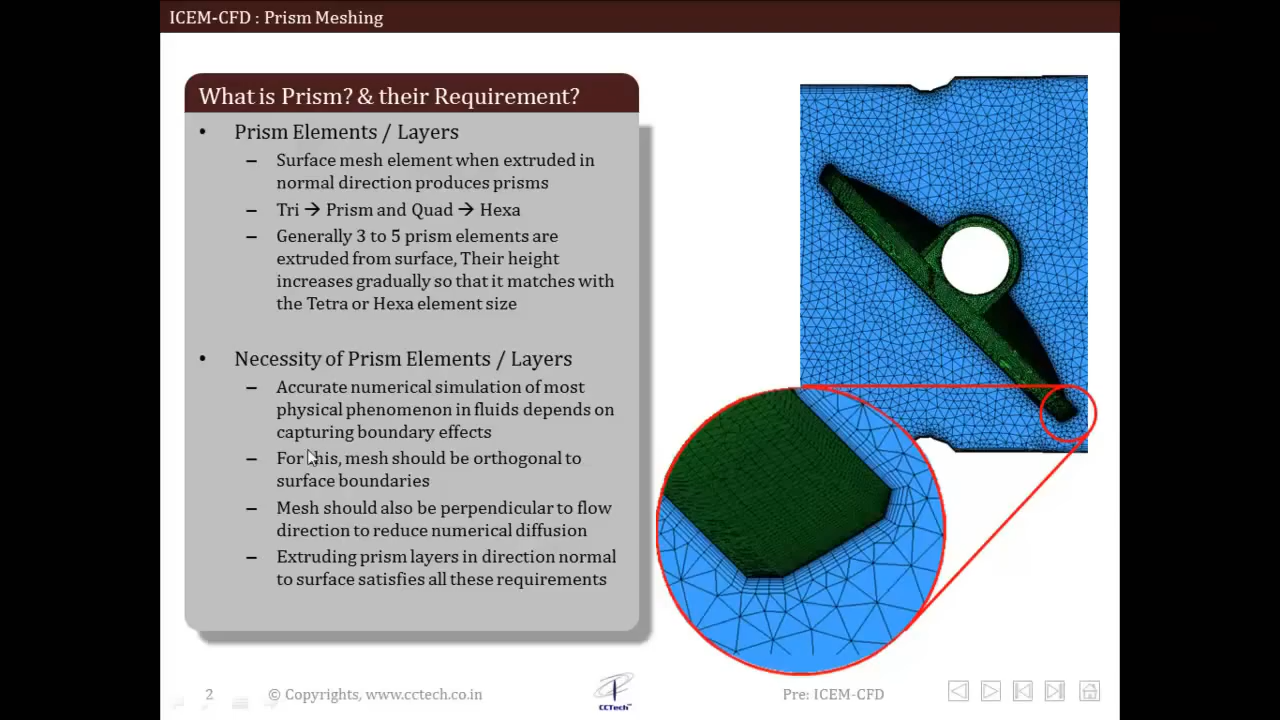 ICEM-CFD : Prism Meshing
What is Prism? & their Requirement?
• Prism Elements / Layers
– Surface mesh element when extruded in
normal direction produces prisms
– Tri → Prism and Quad → Hexa
– Generally 3 to 5 prism elements are
extruded from surface, Their height
increases gradually so that it matches with
the Tetra or Hexa element size
• Necessity of Prism Elements / Layers
– Accurate numerical simulation of most
physical phenomenon in fluids depends on
capturing boundary effects
– For this, mesh should be orthogonal to
surface boundaries
– Mesh should also be perpendicular to flow
direction to reduce numerical diffusion
– Extruding prism layers in direction normal
to surface satisfies all these requirements
2
© Copyrights, www.cctech.co.in
CCTech™
Pre: ICEM-CFD